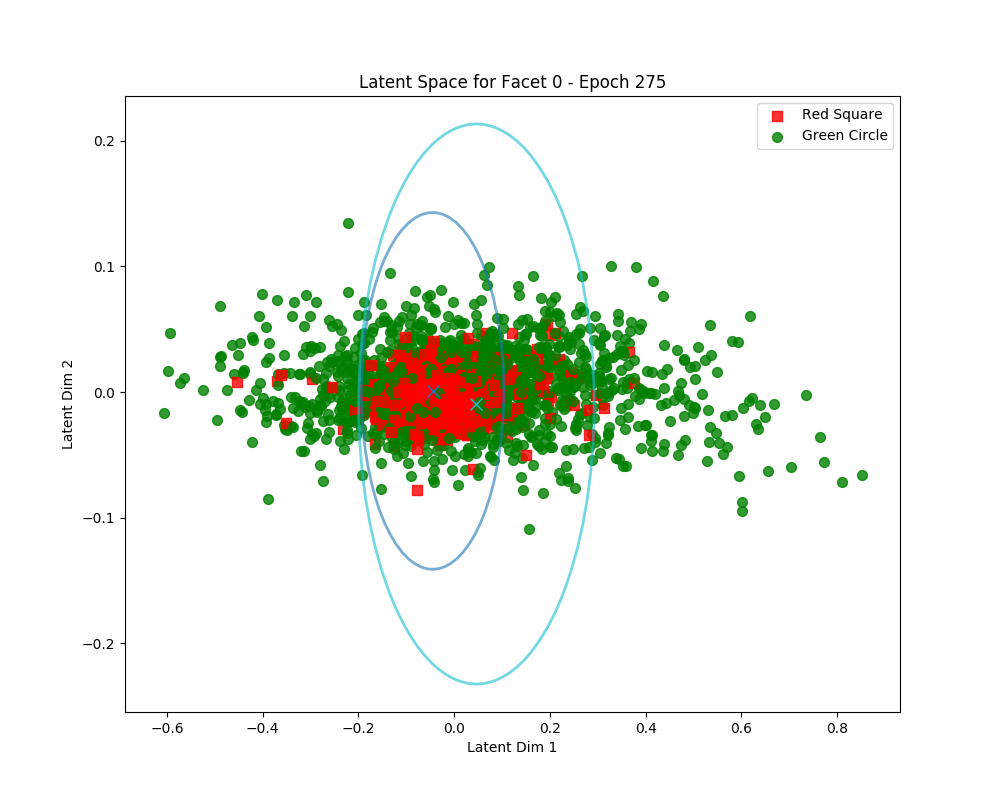 Latent Space for Facet 0 - Epoch 275
Red Square
Green Circle
0.2
0.1
0.0
−0.1
−0.2
Latent Dim 2
−0.6
−0.4
−0.2
0.0
0.2
0.4
0.6
0.8
Latent Dim 1